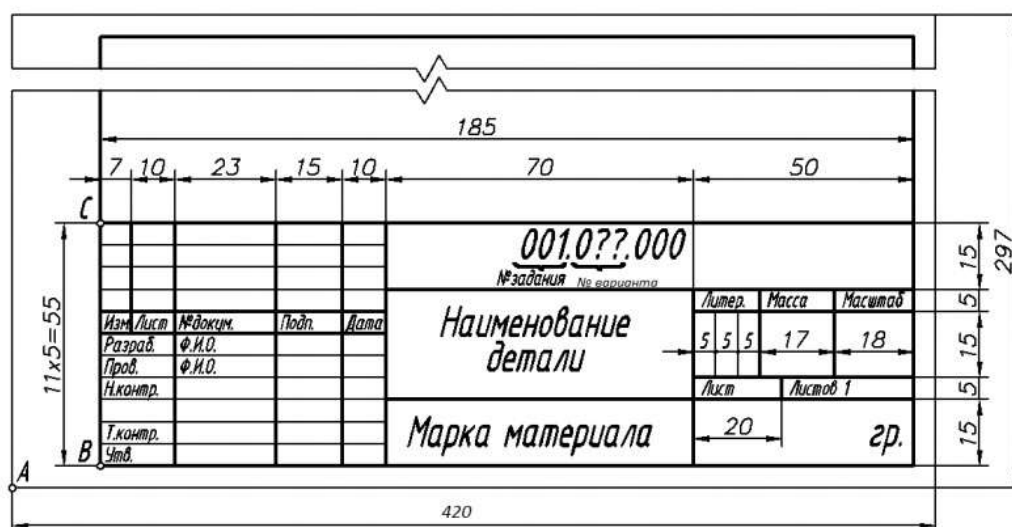 185
7 10 23 15 10 70 50
C
001.0??.000
№задания № варианта
15
297
Литер. Масса Масштаб
5
Изм Лист №докум. Подп. Дата
Наименование
детали
11x5=55
Разраб. Ф.И.О.
5 5 5 17 18
15
Пров. Ф.И.О.
Н.контр.
Лист Листов 1
5
Т.контр.
Марка материала
20
гр.
15
B
Утв.
A
420